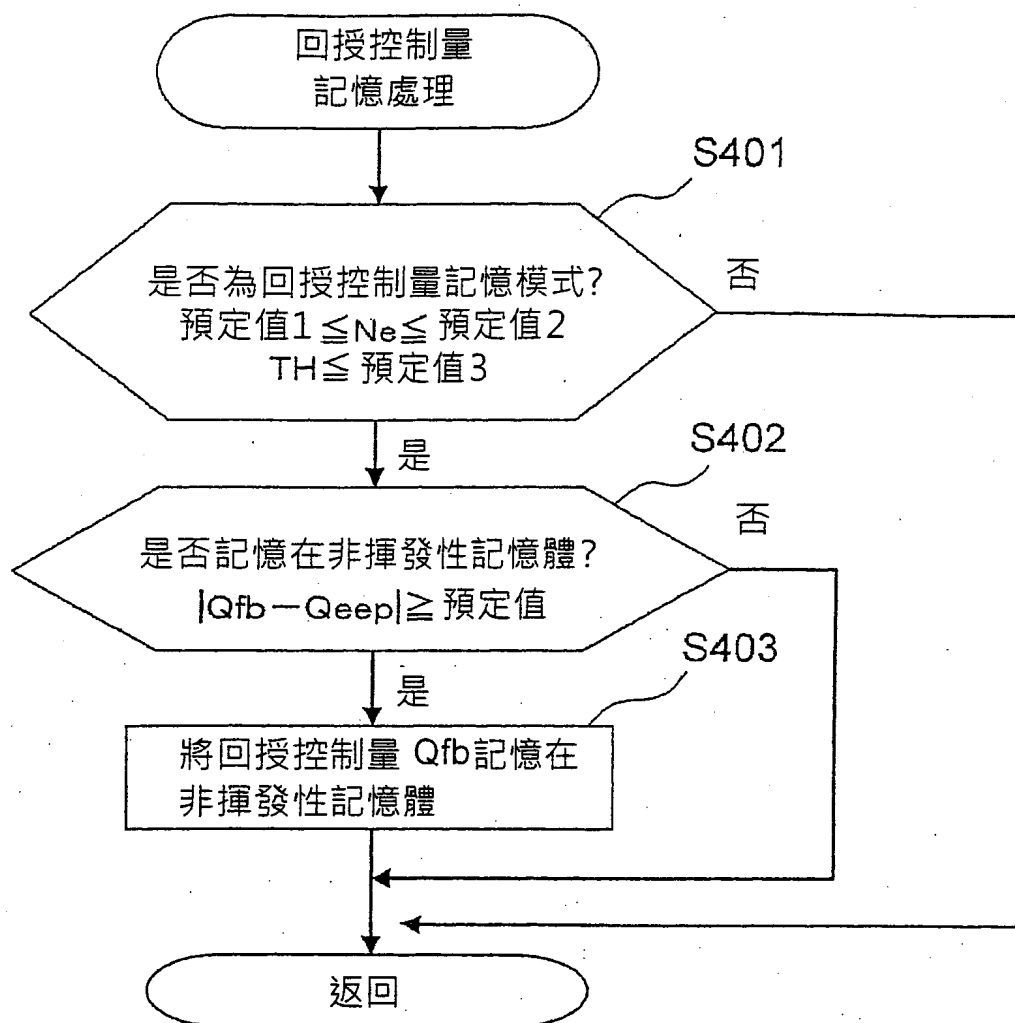 回授控制量
記憶處理
S401
是否為回授控制量記憶模式?
預定值1≦Ne≦預定值2
TH≦預定值3
否
是
S402
是否記憶在非揮發性記憶體?
|Qfb－Qeep|≧預定值
否
是
S403
將回授控制量 Qfb記憶在
非揮發性記憶體
返回